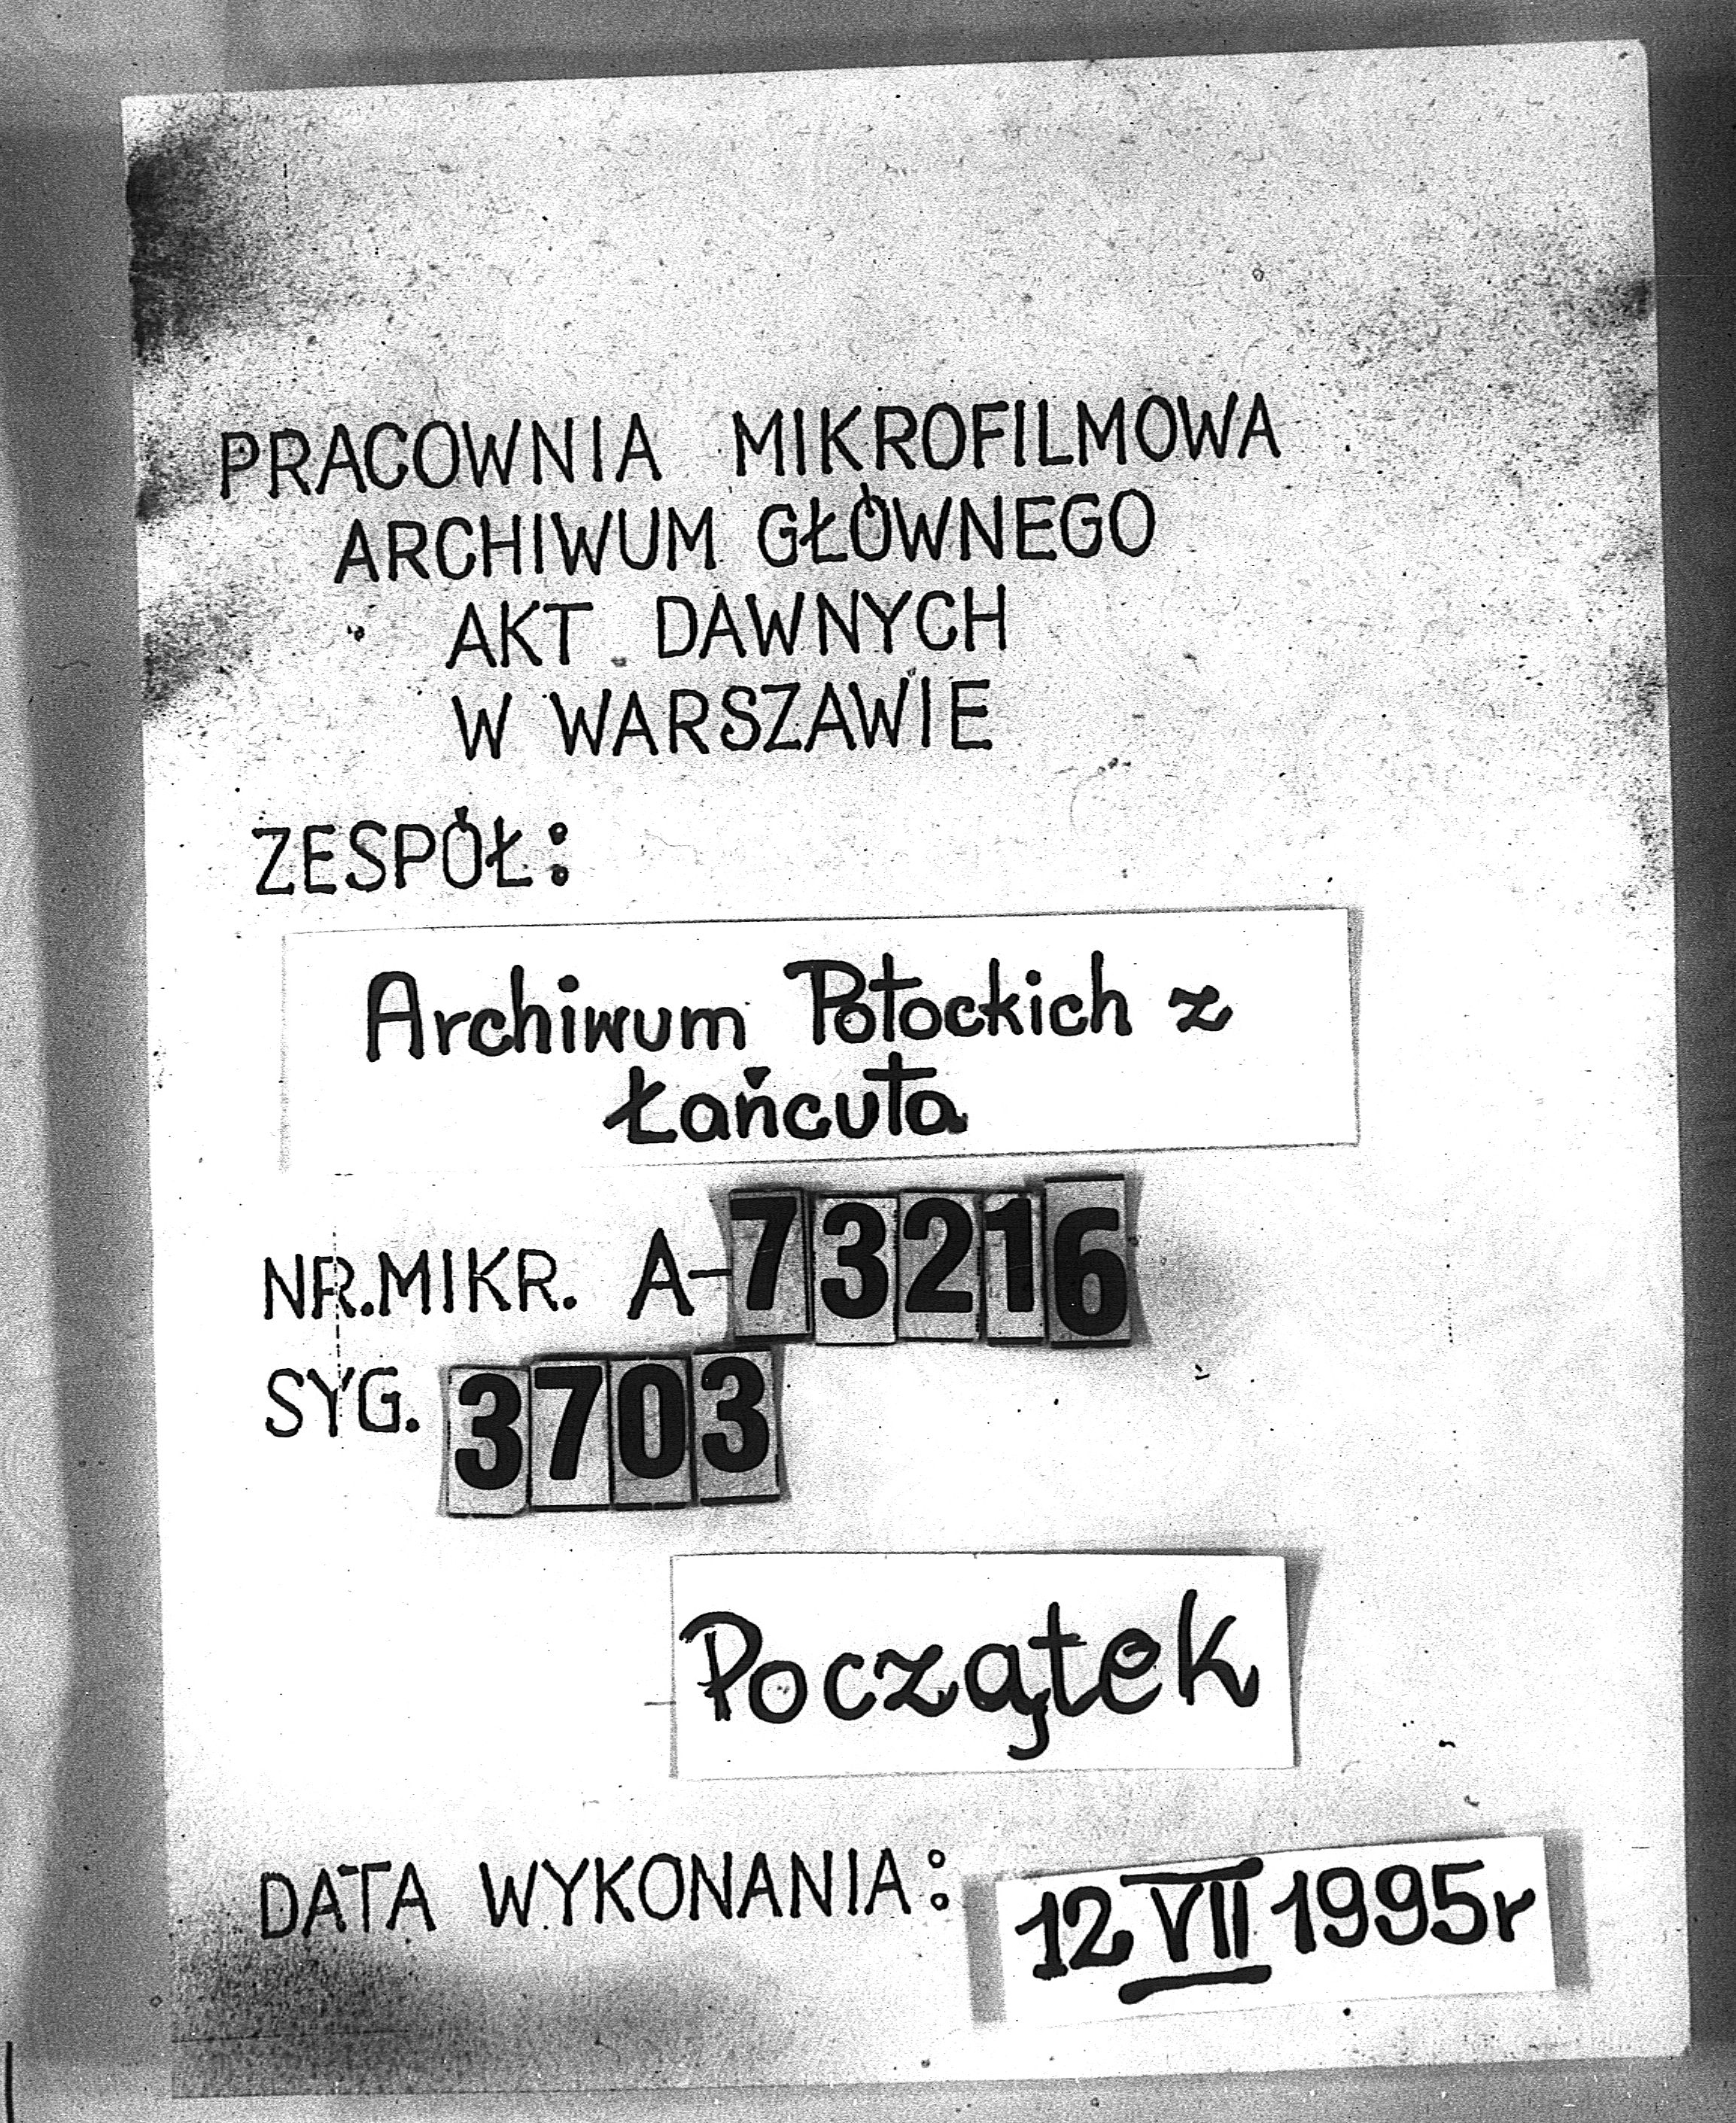 PRACOWNIA MIKROFILMOWA
ARCHIWUM GŁÓWNEGO
AKT DAWNYCH
W WARSZAWIE
ZESPÓŁ:
Archiwum Potockich z
Łańcuta
NR.MIKR. A-73216
SYG. 3703
Początek
DATA WYKONANIA: 12 VII 1995r